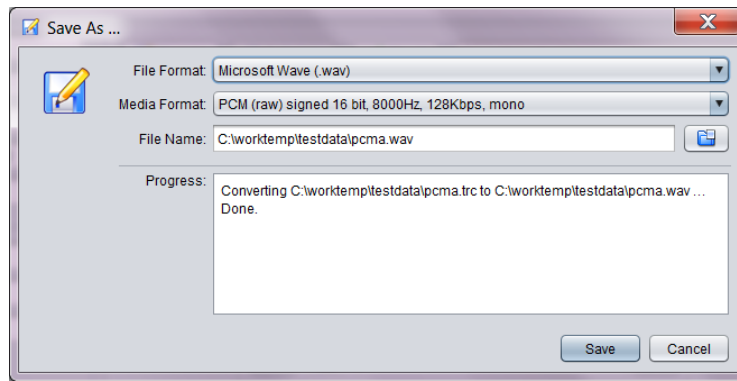 Save As ...
File Format: Microsoft Wave (.wav)
Media Format: PCM (raw) signed 16 bit, 8000Hz, 128Kbps, mono
File Name: C:\worktemp\testdata\pcma.wav
Progress: Converting C:\worktemp\testdata\pcma.trc to C:\worktemp\testdata\pcma.wav ...
Done.
Save Cancel